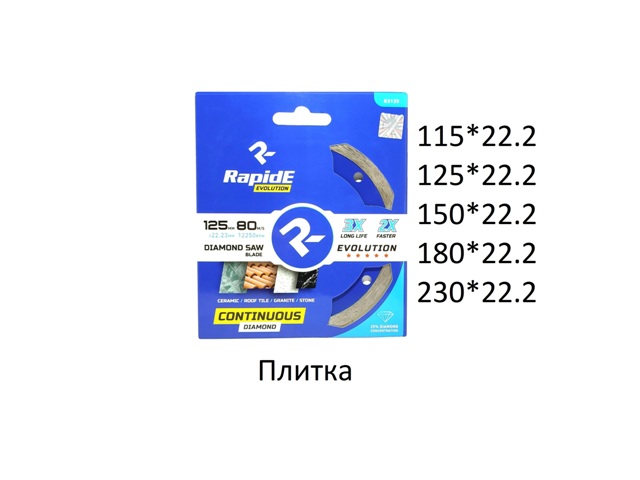 RapidE
EVOLUTION
125мм 80 M/S
DIAMOND SAW
BLADE
3X
LONG LIFE
2X
FASTER
EVOLUTION
CERAMIC / ROOF TILE / GRANITE / STONE
CONTINUOUS
DIAMOND
115*22.2
125*22.2
150*22.2
180*22.2
230*22.2
Плитка